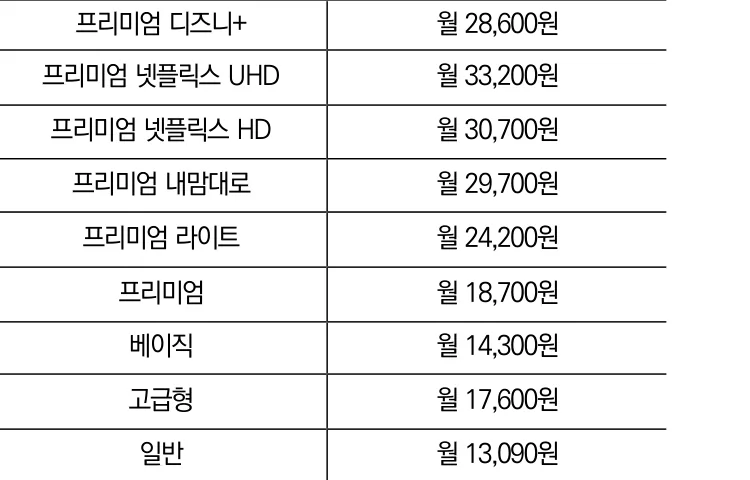 프리미엄 디즈니+ 월 28,600원
프리미엄 넷플릭스 UHD 월 33,200원
프리미엄 넷플릭스 HD 월 30,700원
프리미엄 내맘대로 월 29,700원
프리미엄 라이트 월 24,200원
프리미엄 월 18,700원
베이직 월 14,300원
고급형 월 17,600원
일반 월 13,090원